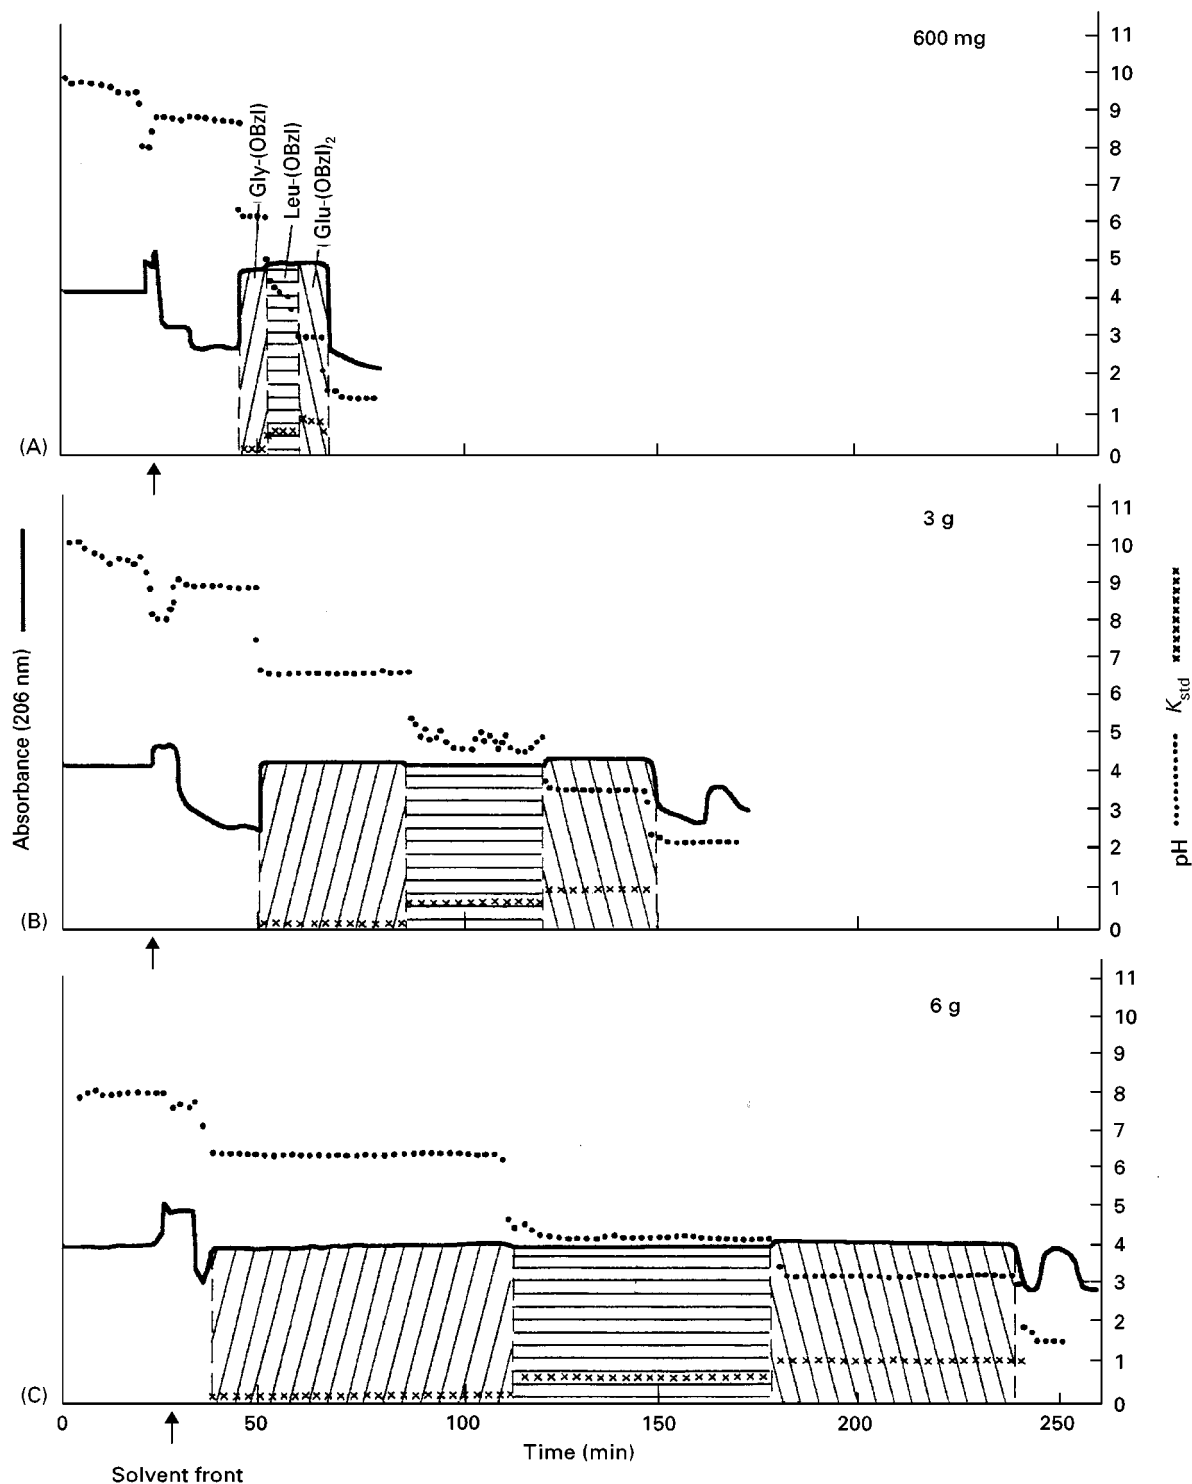 600 mg
11
10
9
8
7
6
5
4
3
2
1
0
Gly-(OBzl)
Leu-(OBzl)
Glu-(OBzl)₂
(A)
3 g
11
10
9
8
7
6
5
4
3
2
1
0
Absorbance (206 nm)
pH ········ Kstd ×××××××××
(B)
6 g
11
10
9
8
7
6
5
4
3
2
1
0
(C)
0 50 100 150 200 250
Time (min)
Solvent front